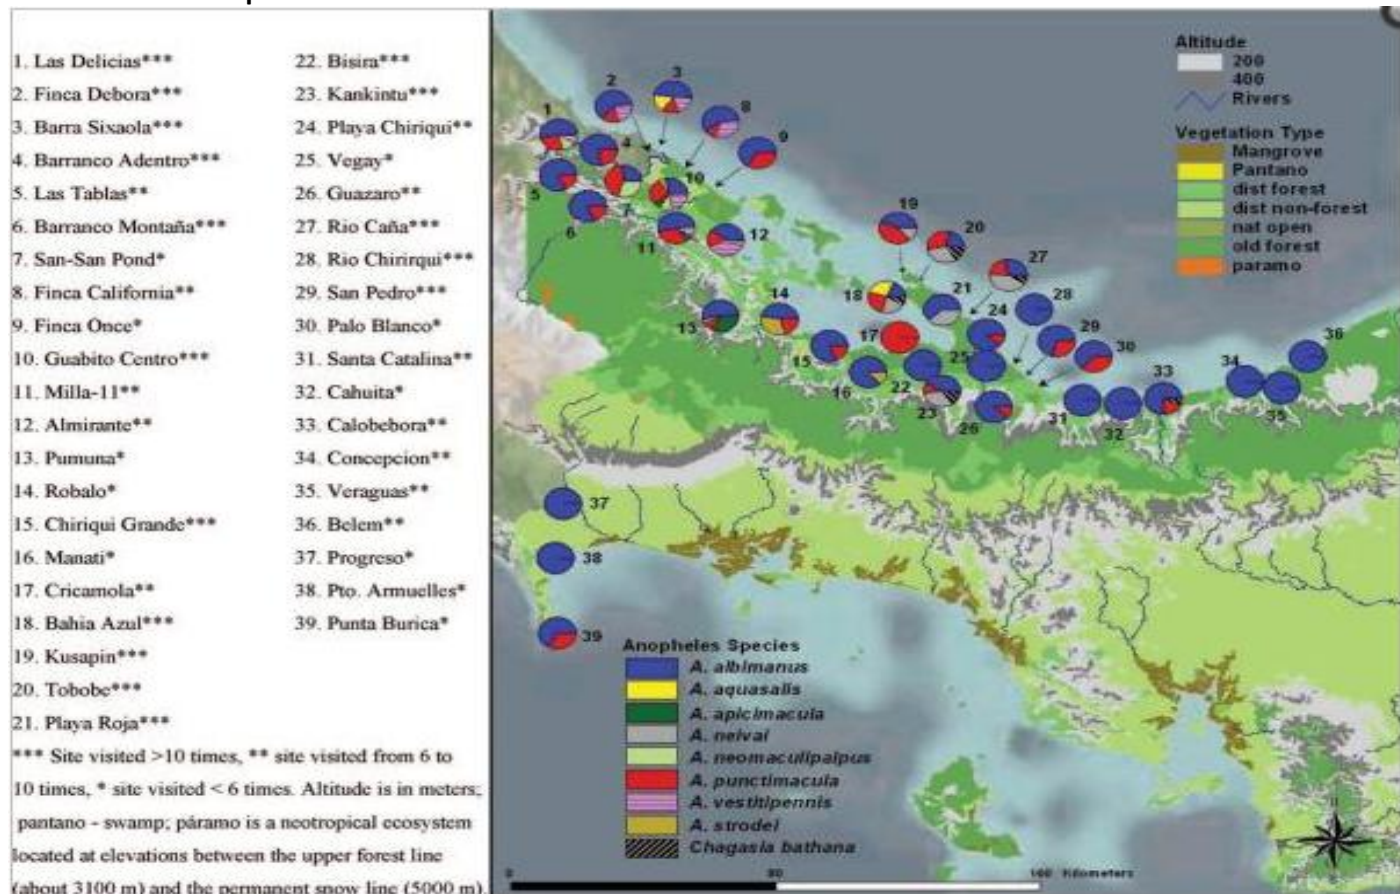 1. Las Delicias***
2. Finca Debora***
3. Barra Sixaola***
4. Barranco Adentro***
5. Las Tablas**
6. Barranco Montaña***
7. San-San Pond*
8. Finca California**
9. Finca Once*
10. Guabito Centro***
11. Milla-11**
12. Almirante**
13. Pumuna*
14. Robalo*
15. Chiriqui Grande***
16. Manati*
17. Cricamola**
18. Bahia Azul***
19. Kusapin***
20. Tobobe***
21. Playa Roja***
22. Bisira***
23. Kankintu***
24. Playa Chiriqui**
25. Vegay*
26. Guazaro**
27. Rio Caña***
28. Rio Chirirqui***
29. San Pedro***
30. Palo Blanco*
31. Santa Catalina**
32. Cahuita*
33. Calobebora**
34. Concepcion**
35. Veraguas**
36. Belem**
37. Progreso*
38. Pto. Armuelles*
39. Punta Burica*
*** Site visited >10 times, ** site visited from 6 to
10 times, * site visited < 6 times. Altitude is in meters;
pantano - swamp; páramo is a neotropical ecosystem
located at elevations between the upper forest line
(about 3100 m) and the permanent snow line (5000 m).
1
2
3
4
5
6
7
8
9
10
11
12
13
14
15
16
17
18
19
20
21
22
23
24
25
26
27
28
29
30
31
32
33
34
35
36
37
38
39
Altitude
200
400
Rivers
Vegetation Type
Mangrove
Pantano
dist forest
dist non-forest
nat open
old forest
paramo
Anopheles Species
A. albimanus
A. aquasalis
A. apicimacula
A. neivai
A. neomaculipalpus
A. punctimacula
A. vestitipennis
A. strodei
Chagasia bathana
0
80
160 Kilometers